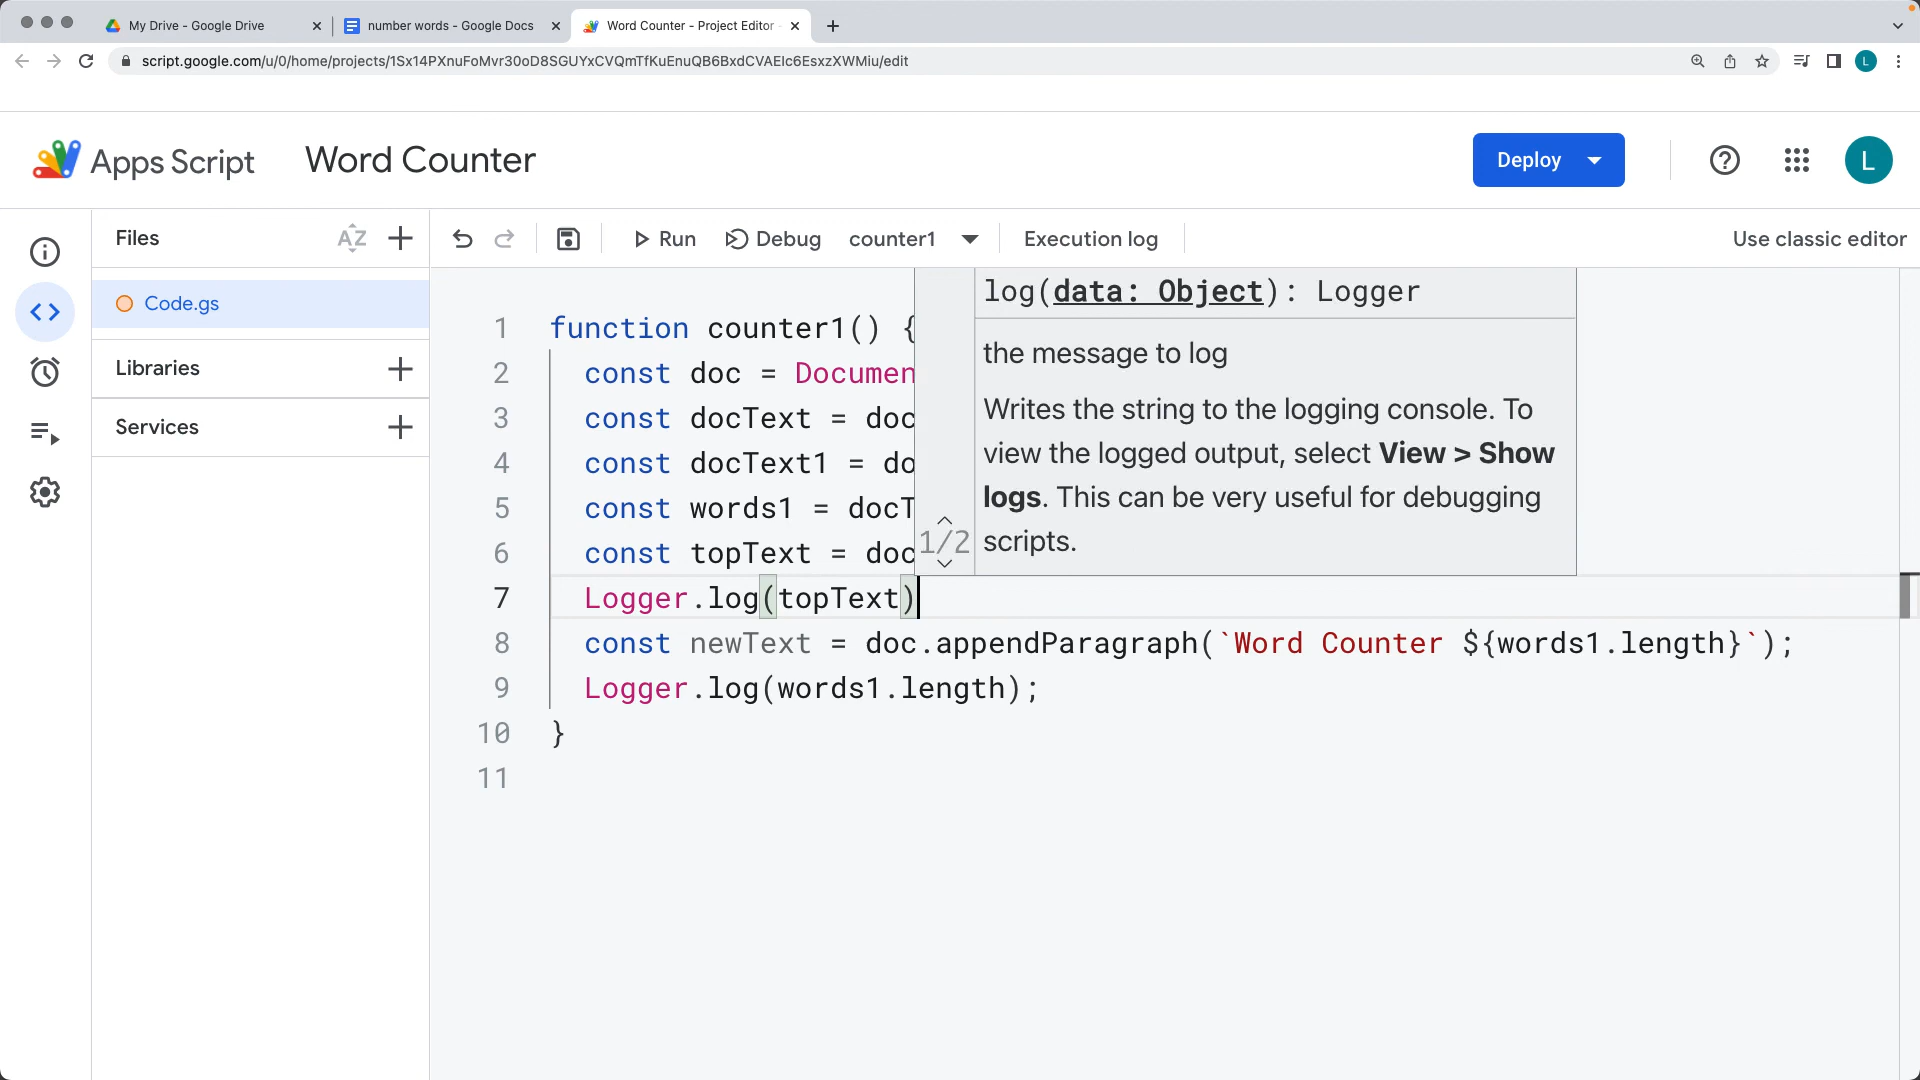 My Drive - Google Drive
number words - Google Docs
Word Counter - Project Editor -
script.google.com/u/0/home/projects/1Sx14PXnuFoMvr30oD8SGUYxCVQmTfKuEnuQB6BxdCVAEIc6EsxzXWMiu/edit
L
Apps Script
Word Counter
Deploy
L
Files
AZ
Run
Debug
counter1
Execution log
Use classic editor
Code.gs
Libraries
Services
log(data: Object): Logger
the message to log
Writes the string to the logging console. To
view the logged output, select View > Show
logs. This can be very useful for debugging
scripts.
1/2
1 function counter1() {
2 const doc = Documen
3 const docText = doc
4 const docText1 = do
5 const words1 = docT
6 const topText = doc
7 Logger.log(topText)
8 const newText = doc.appendParagraph(`Word Counter ${words1.length}`);
9 Logger.log(words1.length);
10 }
11